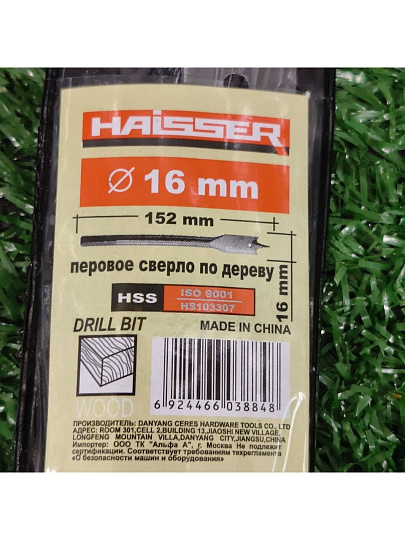 HAISSER
Ø 16 mm
152 mm
16 mm
перовое сверло по дереву
HSS ISO 9001
HS103307
DRILL BIT MADE IN CHINA
WOOD
6 924466 038848
ПРОИЗВОДИТЕЛЬ: DANYANG CERES HARDWARE TOOLS CO., LTD
АДРЕС: ROOM 301,CELL 2,BUILDING 13,JIAOSHI NEW VILLAGE,
LONGFENG MOUNTAIN VILLA,DANYANG CITY,JIANGSU,CHINA
Импортер: ООО ТК "Альфа А", г. Москва Не подлежит
сертификации. Соответствует требованиям техрегламента
«О безопасности машин и оборудования»